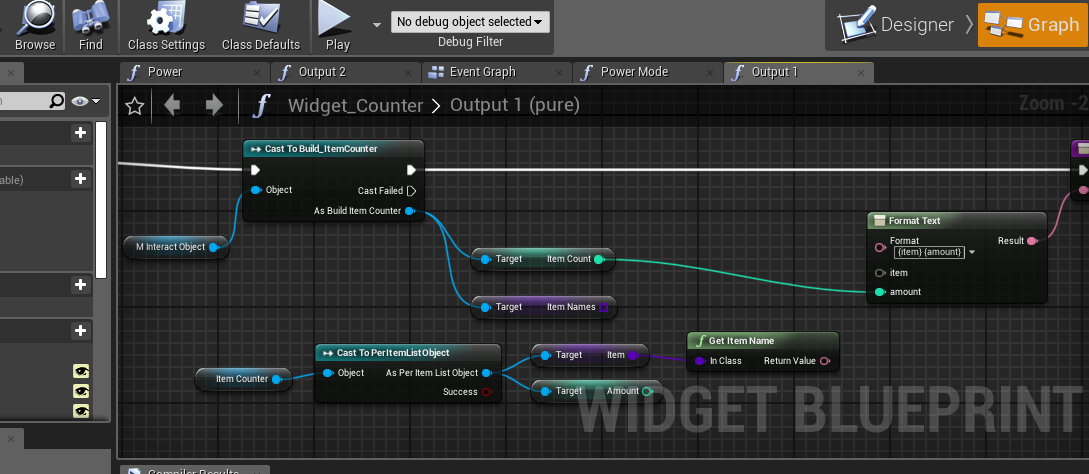 Browse
Find
Class Settings
Class Defaults
Play
No debug object selected
Debug Filter
Designer
Graph
Power
Output 2
Event Graph
Power Mode
Output 1
Widget_Counter > Output 1 (pure)
Zoom -2
able)
Cast To Build_ItemCounter
Object
Cast Failed
As Build Item Counter
M Interact Object
Target Item Count
Target Item Names
Format Text
Format
{item} {amount}
Result
item
amount
Cast To PerItemListObject
Object As Per Item List Object
Success
Item Counter
Target Item
Target Amount
Get Item Name
In Class Return Value
WIDGET BLUEPRINT
Compiler Results